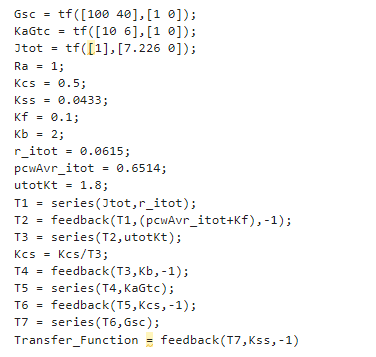 Gsc = tf([100 40],[1 0]);
KaGtc = tf([10 6],[1 0]);
Jtot = tf([1],[7.226 0]);
Ra = 1;
Kcs = 0.5;
Kss = 0.0433;
Kf = 0.1;
Kb = 2;
r_itot = 0.0615;
pcwAvr_itot = 0.6514;
utotKt = 1.8;
T1 = series(Jtot,r_itot);
T2 = feedback(T1,(pcwAvr_itot+Kf),-1);
T3 = series(T2,utotKt);
Kcs = Kcs/T3;
T4 = feedback(T3,Kb,-1);
T5 = series(T4,KaGtc);
T6 = feedback(T5,Kcs,-1);
T7 = series(T6,Gsc);
Transfer_Function = feedback(T7,Kss,-1)